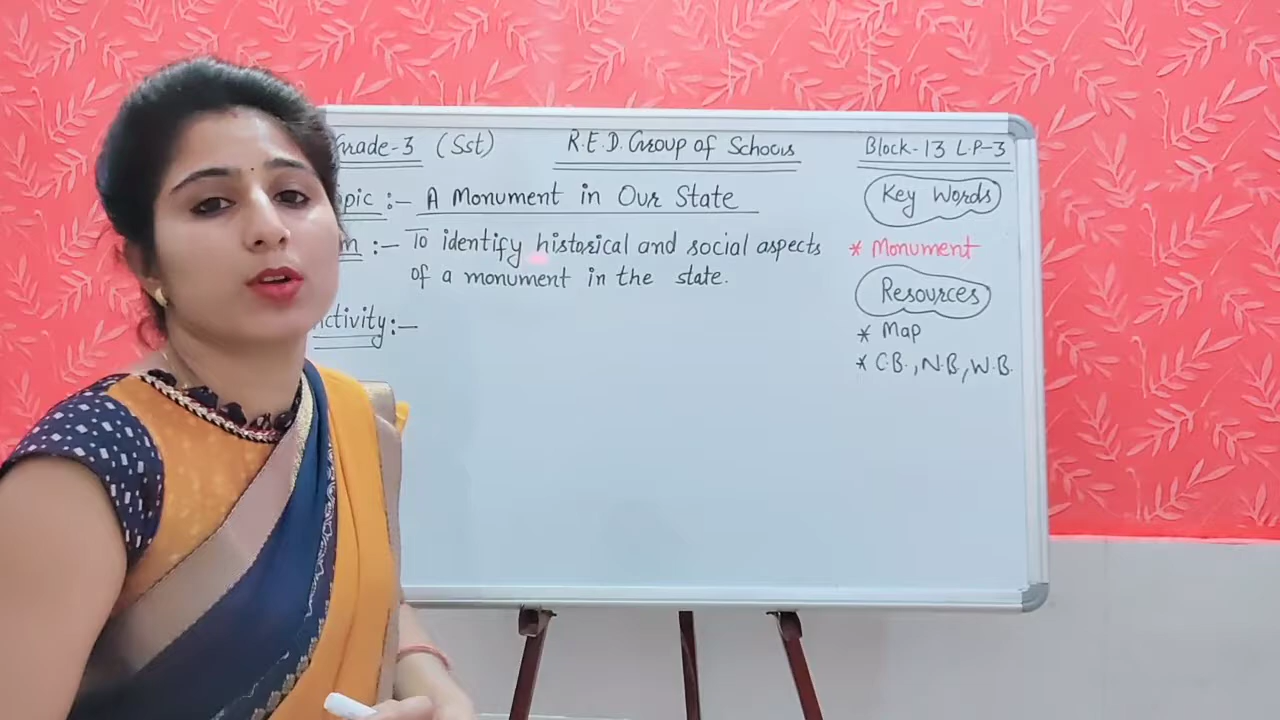 Grade-3 (Sst) R.E.D. Group of Schools Block-13 L.P-3
Topic :- A Monument in Our State
:- To identify historical and social aspects
of a monument in the state.
Activity :-
Key Words
* Monument
Resources
* Map
* C.B., N.B., W.B.